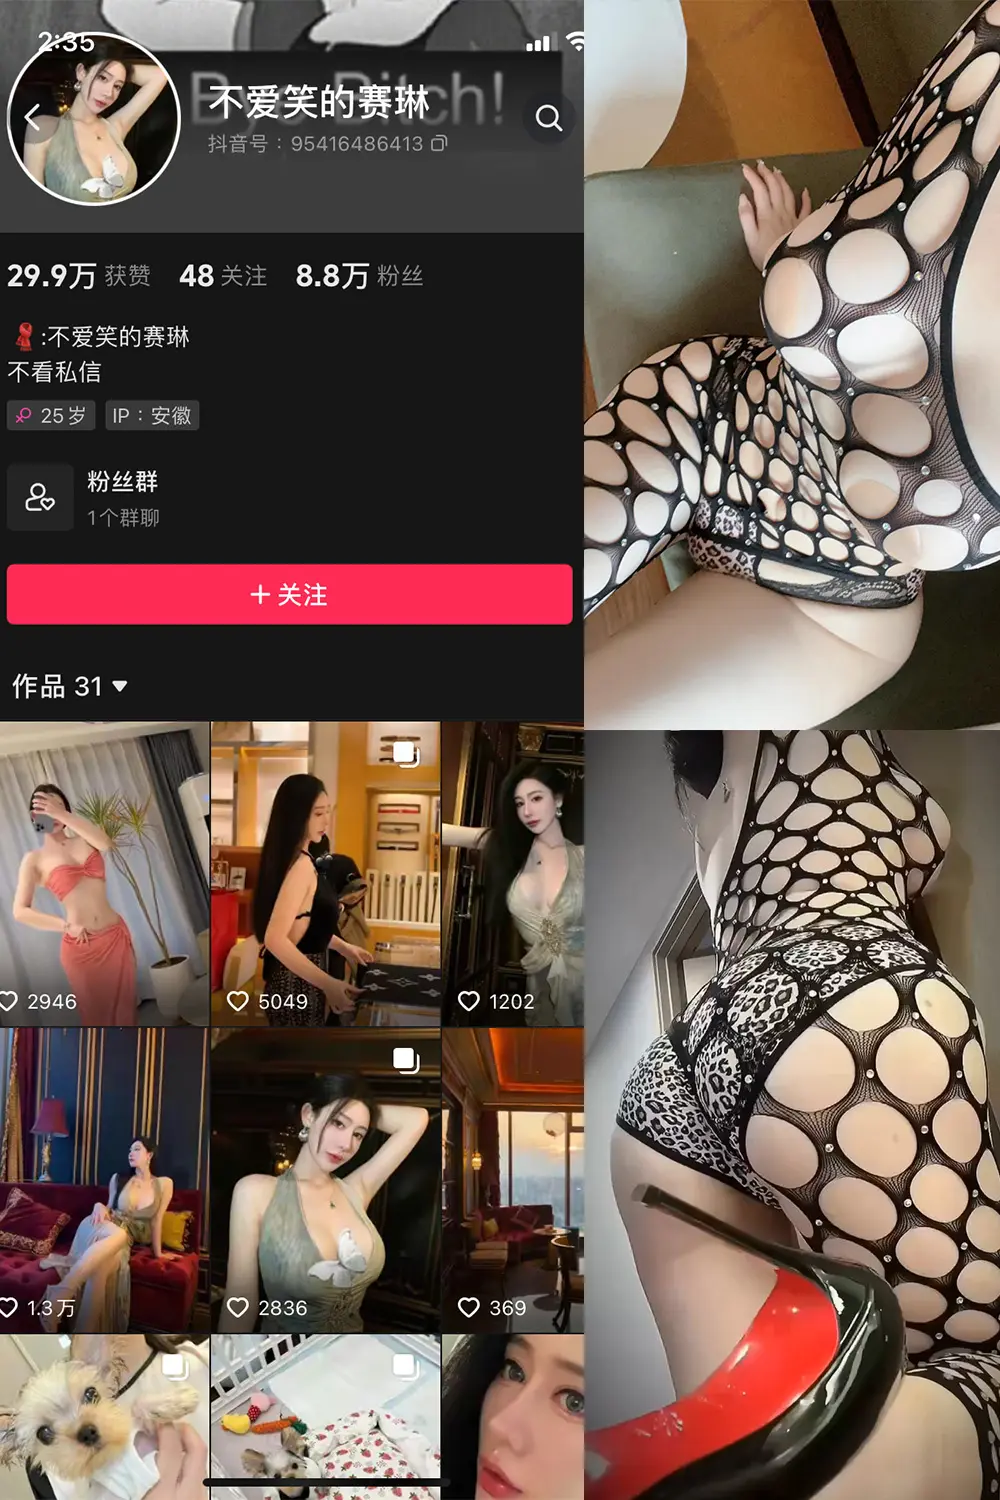 2:35
不爱笑的赛琳
抖音号：95416486413
29.9万 获赞 48 关注 8.8万 粉丝
:不爱笑的赛琳
不看私信
25岁 IP：安徽
粉丝群
1个群聊
+ 关注
作品 31
2946 5049 1202
1.3万 2836 369